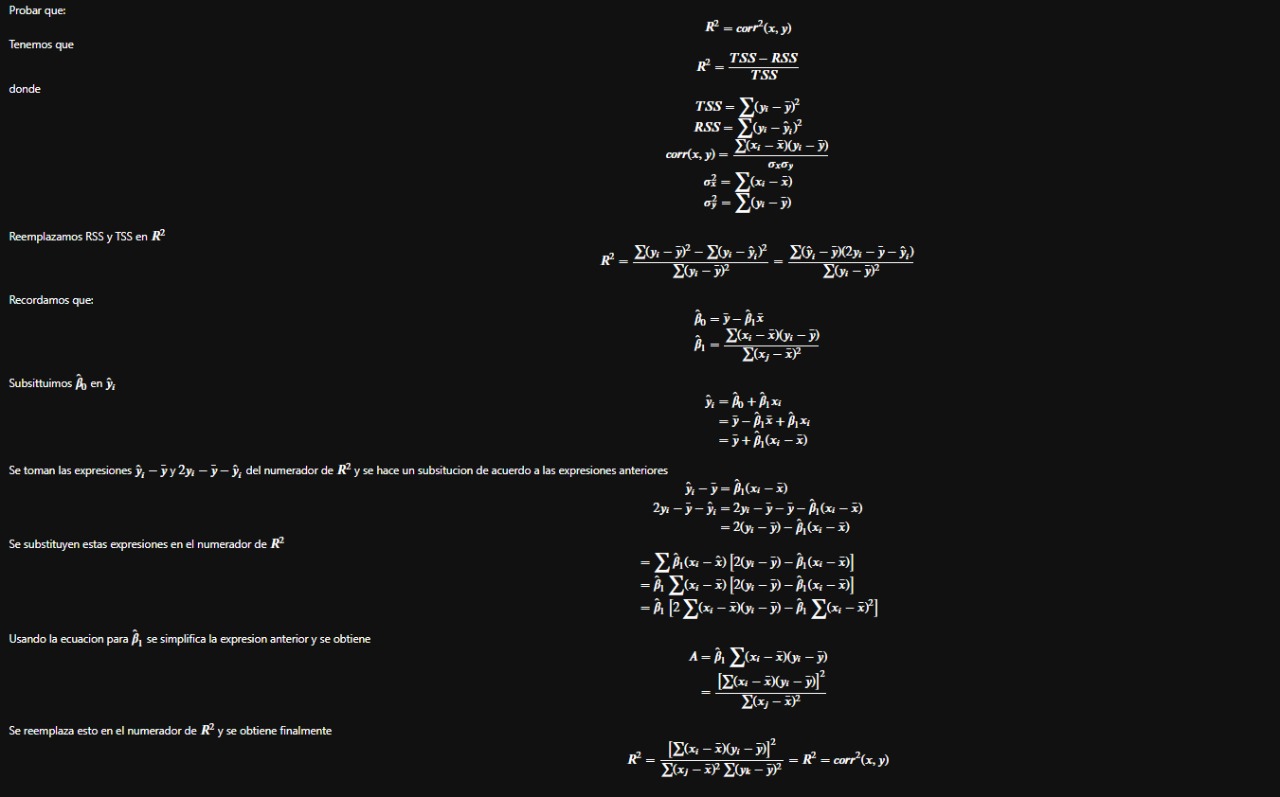 Probar que:
R² = corr²(x, y)
Tenemos que
R² = (TSS − RSS) / TSS
donde
TSS = ∑(yᵢ − ȳ)²
RSS = ∑(yᵢ − ŷᵢ)²
corr(x, y) = ∑(xᵢ − x̄)(yᵢ − ȳ) / σₓσᵧ
σₓ² = ∑(xᵢ − x̄)
σᵧ² = ∑(yᵢ − ȳ)
Reemplazamos RSS y TSS en R²
R² = (∑(yᵢ − ȳ)² − ∑(yᵢ − ŷᵢ)²) / ∑(yᵢ − ȳ)² = ∑(ŷᵢ − ȳ)(2yᵢ − ȳ − ŷᵢ) / ∑(yᵢ − ȳ)²
Recordamos que:
β̂₀ = ȳ − β̂₁x̄
β̂₁ = ∑(xᵢ − x̄)(yᵢ − ȳ) / ∑(xⱼ − x̄)²
Subsittuimos β̂₀ en ŷᵢ
ŷᵢ = β̂₀ + β̂₁xᵢ
= ȳ − β̂₁x̄ + β̂₁xᵢ
= ȳ + β̂₁(xᵢ − x̄)
Se toman las expresiones ŷᵢ − ȳ y 2yᵢ − ȳ − ŷᵢ del numerador de R² y se hace un subsitucion de acuerdo a las expresiones anteriores
ŷᵢ − ȳ = β̂₁(xᵢ − x̄)
2yᵢ − ȳ − ŷᵢ = 2yᵢ − ȳ − ȳ − β̂₁(xᵢ − x̄)
= 2(yᵢ − ȳ) − β̂₁(xᵢ − x̄)
Se substituyen estas expresiones en el numerador de R²
= ∑ β̂₁(xᵢ − x̂) [2(yᵢ − ȳ) − β̂₁(xᵢ − x̄)]
= β̂₁ ∑(xᵢ − x̄) [2(yᵢ − ȳ) − β̂₁(xᵢ − x̄)]
= β̂₁ [2 ∑(xᵢ − x̄)(yᵢ − ȳ) − β̂₁ ∑(xᵢ − x̄)²]
Usando la ecuacion para β̂₁ se simplifica la expresion anterior y se obtiene
A = β̂₁ ∑(xᵢ − x̄)(yᵢ − ȳ)
= [∑(xᵢ − x̄)(yᵢ − ȳ)]² / ∑(xⱼ − x̄)²
Se reemplaza esto en el numerador de R² y se obtiene finalmente
R² = [∑(xᵢ − x̄)(yᵢ − ȳ)]² / ∑(xⱼ − x̄)² ∑(yₖ − ȳ)² = R² = corr²(x, y)